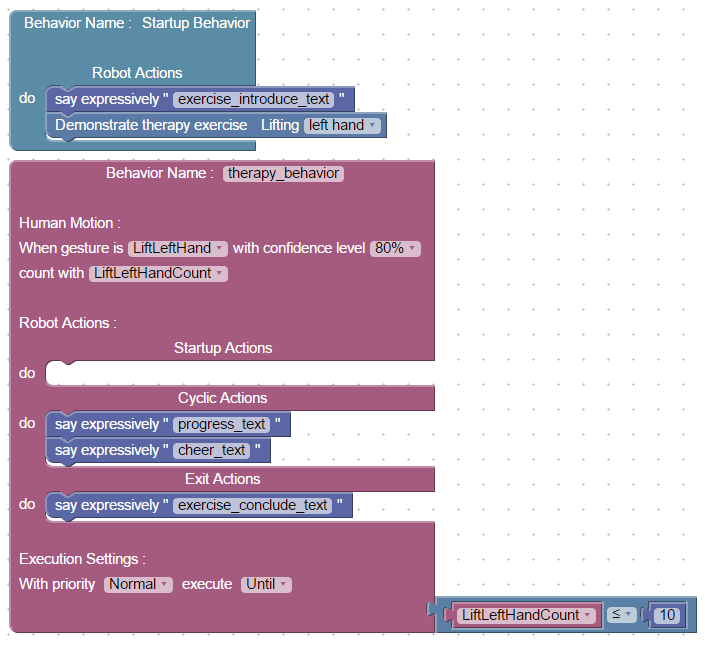 Behavior Name : Startup Behavior
Robot Actions
do
say expressively " exercise_introduce_text "
Demonstrate therapy exercise Lifting left hand
Behavior Name : therapy_behavior
Human Motion :
When gesture is LiftLeftHand with confidence level 80%
count with LiftLeftHandCount
Robot Actions :
Startup Actions
do
Cyclic Actions
do say expressively " progress_text "
say expressively " cheer_text "
Exit Actions
do say expressively " exercise_conclude_text "
Execution Settings :
With priority Normal execute Until
LiftLeftHandCount ≤ 10